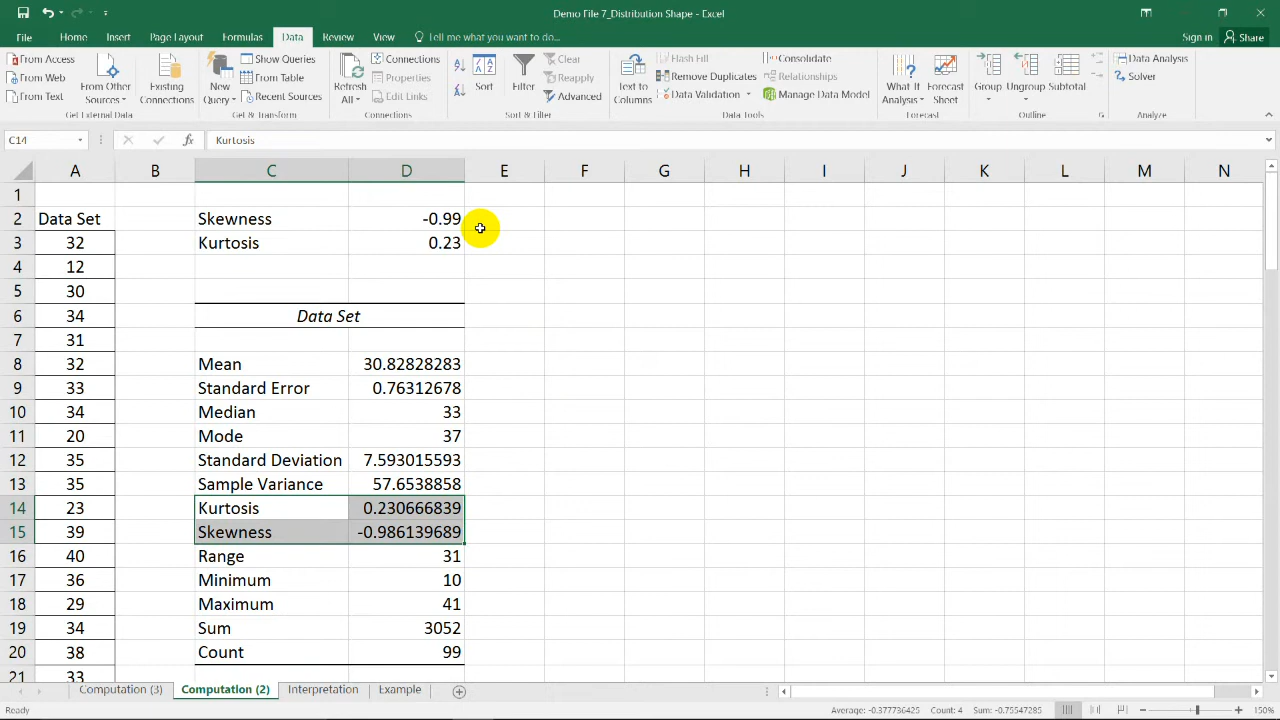 Demo File 7_Distribution Shape - Excel
File Home Insert Page Layout Formulas Data Review View Tell me what you want to do... Sign in Share
From Access
From Web
From Text
From Other Sources
Existing Connections
Get External Data
New Query
Show Queries
From Table
Recent Sources
Get & Transform
Refresh All
Connections
Properties
Edit Links
Connections
Sort
Filter
Clear
Reapply
Advanced
Sort & Filter
Text to Columns
Flash Fill
Remove Duplicates
Data Validation
Consolidate
Relationships
Manage Data Model
Data Tools
What If Analysis
Forecast Sheet
Forecast
Group
Ungroup
Subtotal
Outline
Data Analysis
Solver
Analyze
C14 fx Kurtosis
A B C D E F G H I J K L M N
1
2 Data Set Skewness -0.99
3 32 Kurtosis 0.23
4 12
5 30
6 34 Data Set
7 31
8 32 Mean 30.82828283
9 33 Standard Error 0.76312678
10 34 Median 33
11 20 Mode 37
12 35 Standard Deviation 7.593015593
13 35 Sample Variance 57.6538858
14 23 Kurtosis 0.230666839
15 39 Skewness -0.986139689
16 40 Range 31
17 36 Minimum 10
18 29 Maximum 41
19 34 Sum 3052
20 38 Count 99
21 33
Computation (3) Computation (2) Interpretation Example
Ready Average: -0.377736425 Count: 4 Sum: -0.75547285 150%